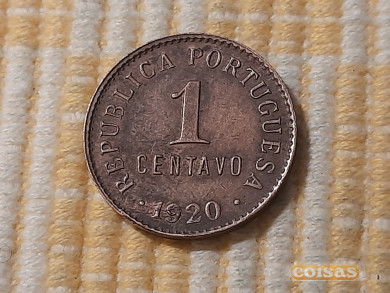 REPUBLICA PORTUGUESA
1
CENTAVO
· 1920 ·
coisas